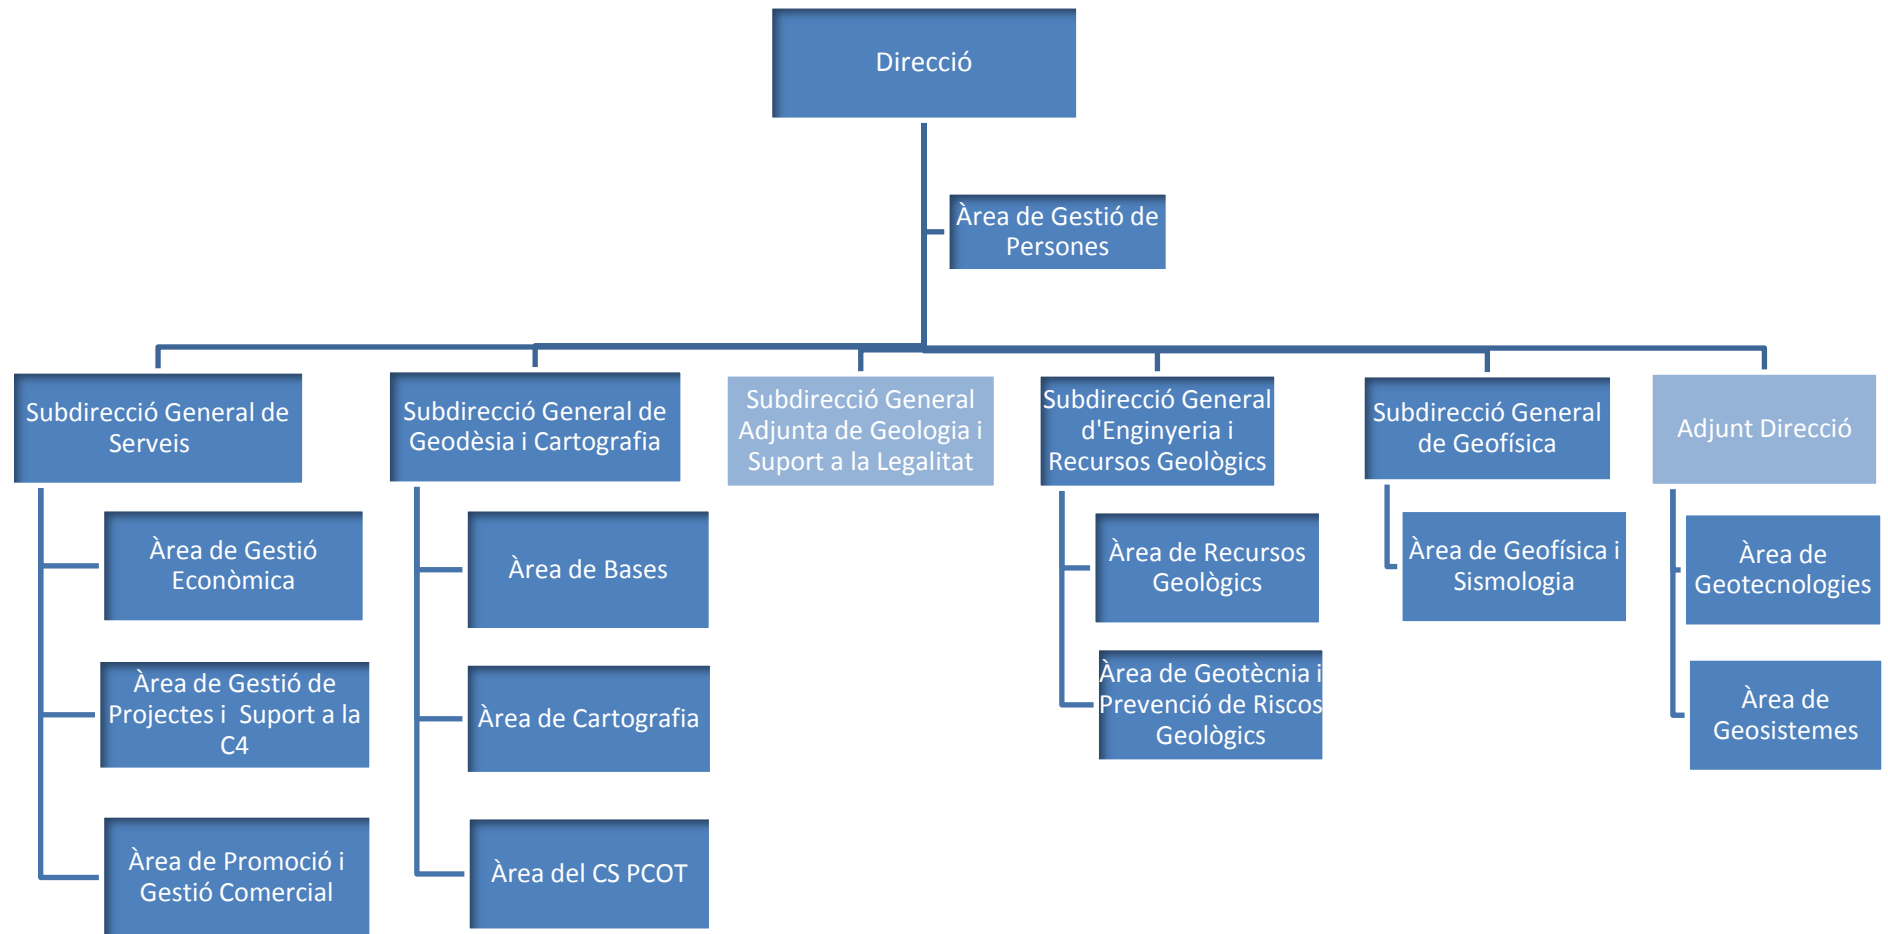 Direcció
Àrea de Gestió de
Persones
Subdirecció General de
Serveis
Subdirecció General de
Geodèsia i Cartografia
Subdirecció General
Adjunta de Geologia i
Suport a la Legalitat
Subdirecció General
d'Enginyeria i
Recursos Geològics
Subdirecció General
de Geofísica
Adjunt Direcció
Àrea de Gestió
Econòmica
Àrea de Gestió de
Projectes i  Suport a la
C4
Àrea de Promoció i
Gestió Comercial
Àrea de Bases
Àrea de Cartografia
Àrea del CS PCOT
Àrea de Recursos
Geològics
Àrea de Geotècnia i
Prevenció de Riscos
Geològics
Àrea de Geofísica i
Sismologia
Àrea de
Geotecnologies
Àrea de
Geosistemes